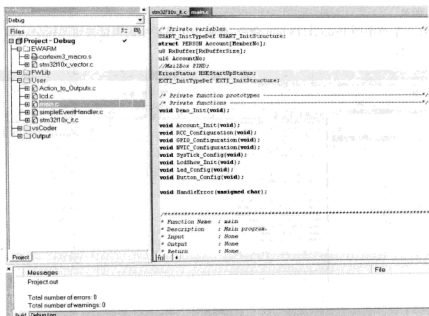 Debug
Files
Project - Debug
EWARM
cortexm3_macro.s
stm32f10x_vector.c
FWLib
User
Action_to_Outputs.c
lcd.c
main.c
simpleEventHandler.c
stm32f10x_it.c
vsCoder
Output
Project
stm32f10x_it.c main.c
/* Private variables
USART_InitTypeDef USART_InitStructure;
struct PERSON Account[MemberNo];
u8 RxBuffer[RxBufferSize];
u16 AccountNo;
//MailBox PINU;
ErrorStatus HSEStartUpStatus;
EXTI_InitTypeDef EXTI_InitStructure;
/* Private function prototypes
/* Private functions
void Demo_Init(void);
void Account_Init(void);
void RCC_Configuration(void);
void GPIO_Configuration(void);
void NVIC_Configuration(void);
void SysTick_Config(void);
void LcdShow_Init(void);
void Led_Config(void);
void Button_Config(void);
void HandleError(unsigned char);
* Function Name : main
* Description : Main program.
* Input : None
* Output : None
* Return : None
Messages File
Project.out
Total number of errors: 0
Total number of warnings: 0
Build Debug Log